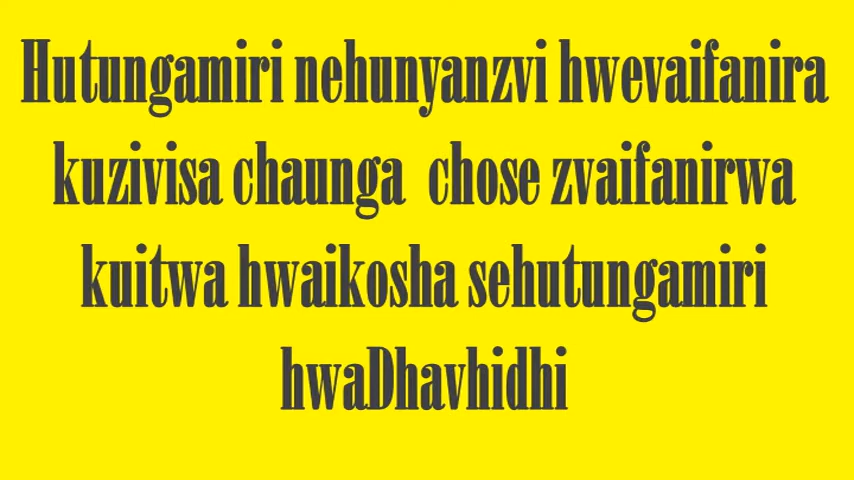 Hutungamiri nehunyanzvi hwevaifanira
kuzivisa chaunga chose zvaifanirwa
kuitwa hwaikosha sehutungamiri
hwaDhavhidhi